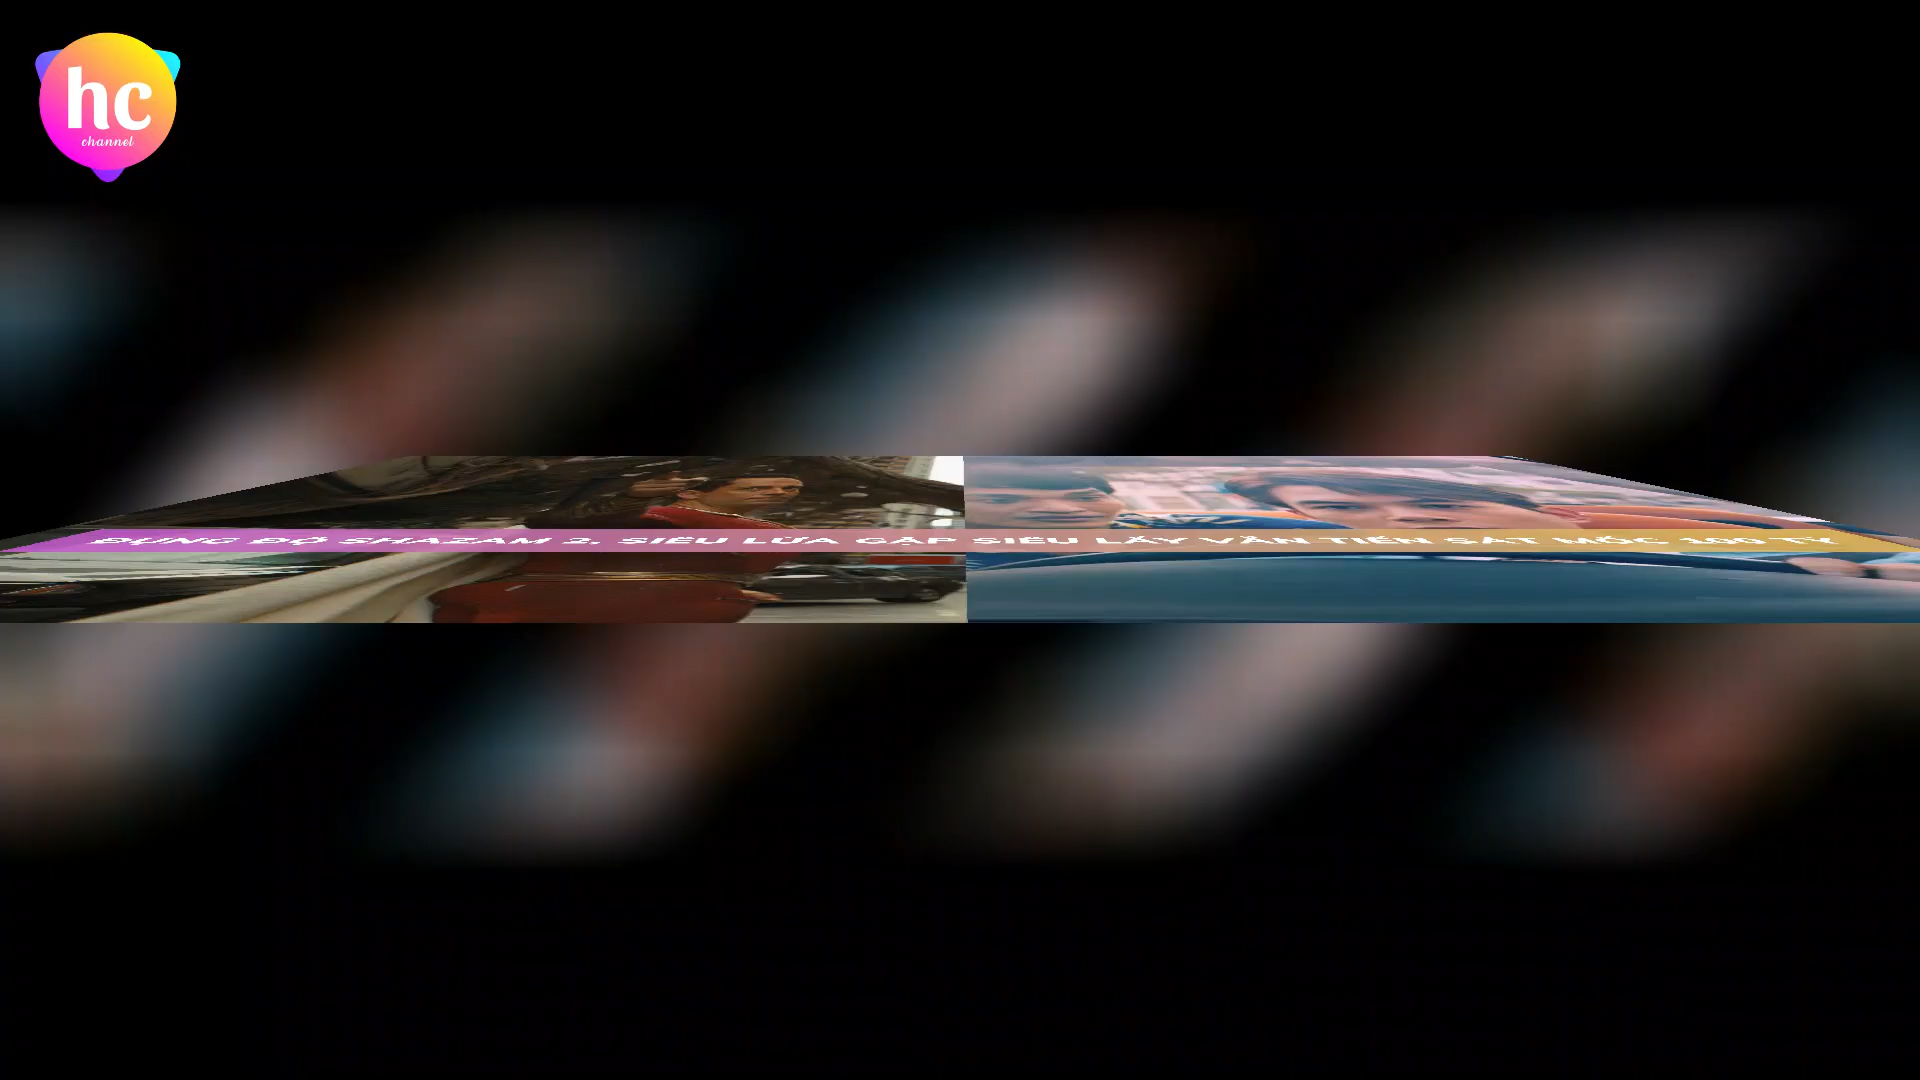 hc
channel
ĐỤNG ĐỘ SHAZAM 2, SIÊU LỪA GẶP SIÊU LẦY VẪN TIẾN SÁT MỐC 100 TỶ